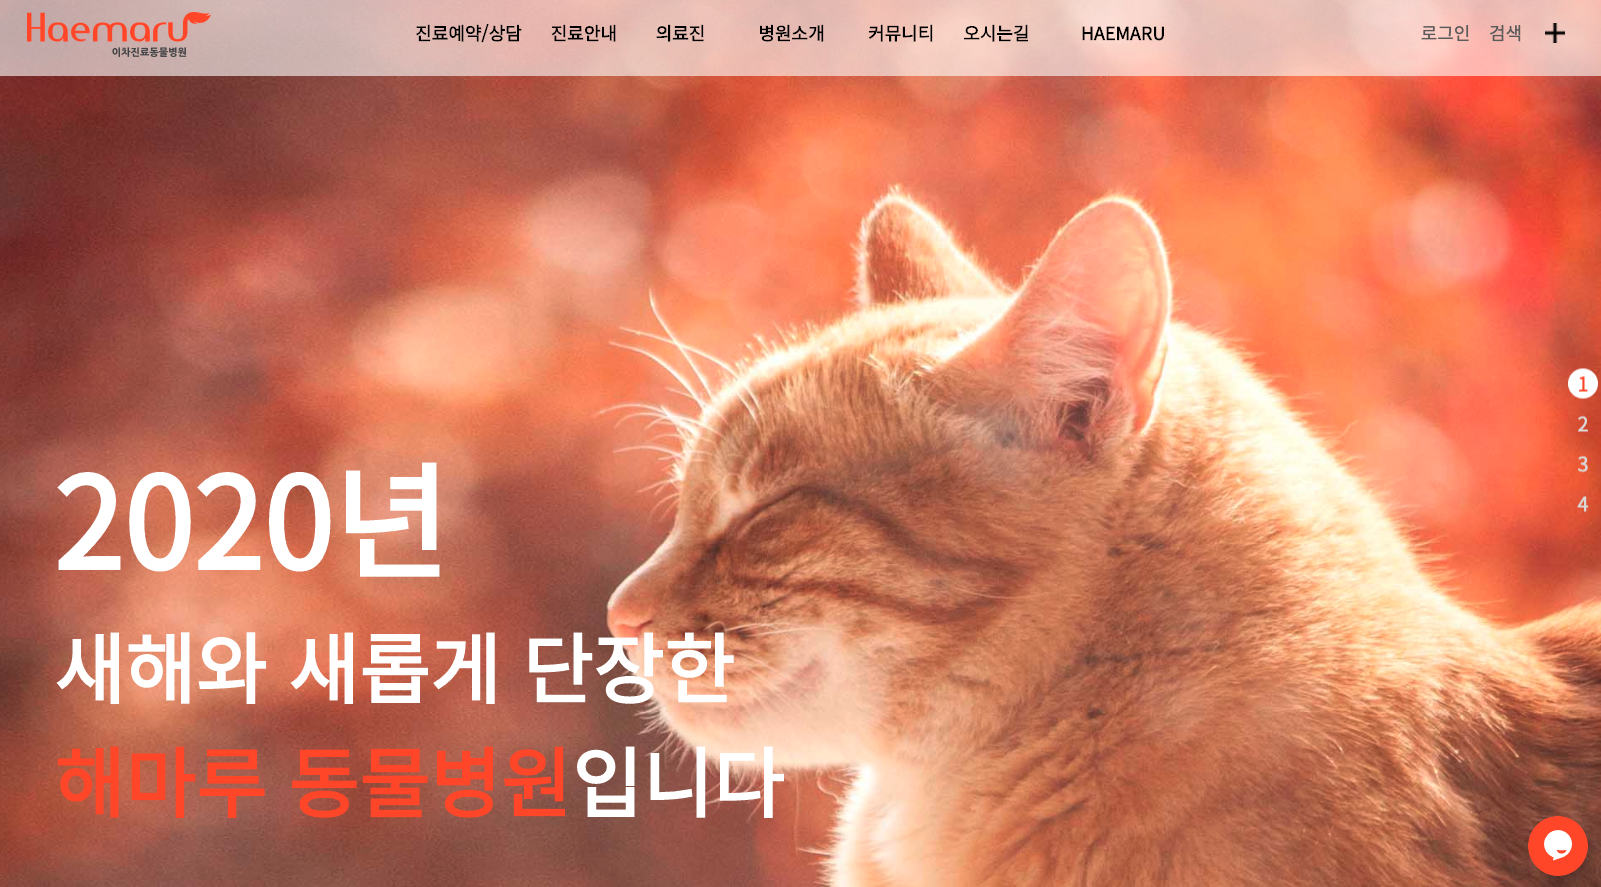 Haemaru
이차진료동물병원
진료예약/상담 진료안내 의료진 병원소개 커뮤니티 오시는길 HAEMARU
로그인 검색
1
2
3
4
2020년
새해와 새롭게 단장한
해마루 동물병원입니다